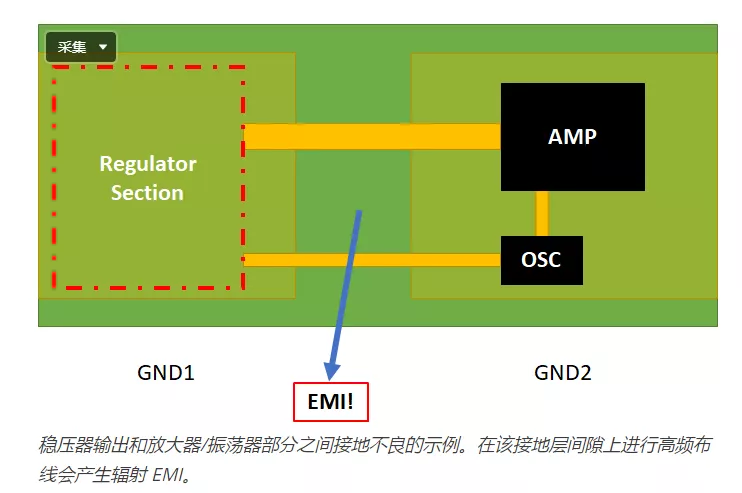 采集
Regulator
Section
AMP
OSC
GND1
GND2
EMI!
稳压器输出和放大器/振荡器部分之间接地不良的示例。在该接地层间隙上进行高频布
线会产生辐射 EMI。